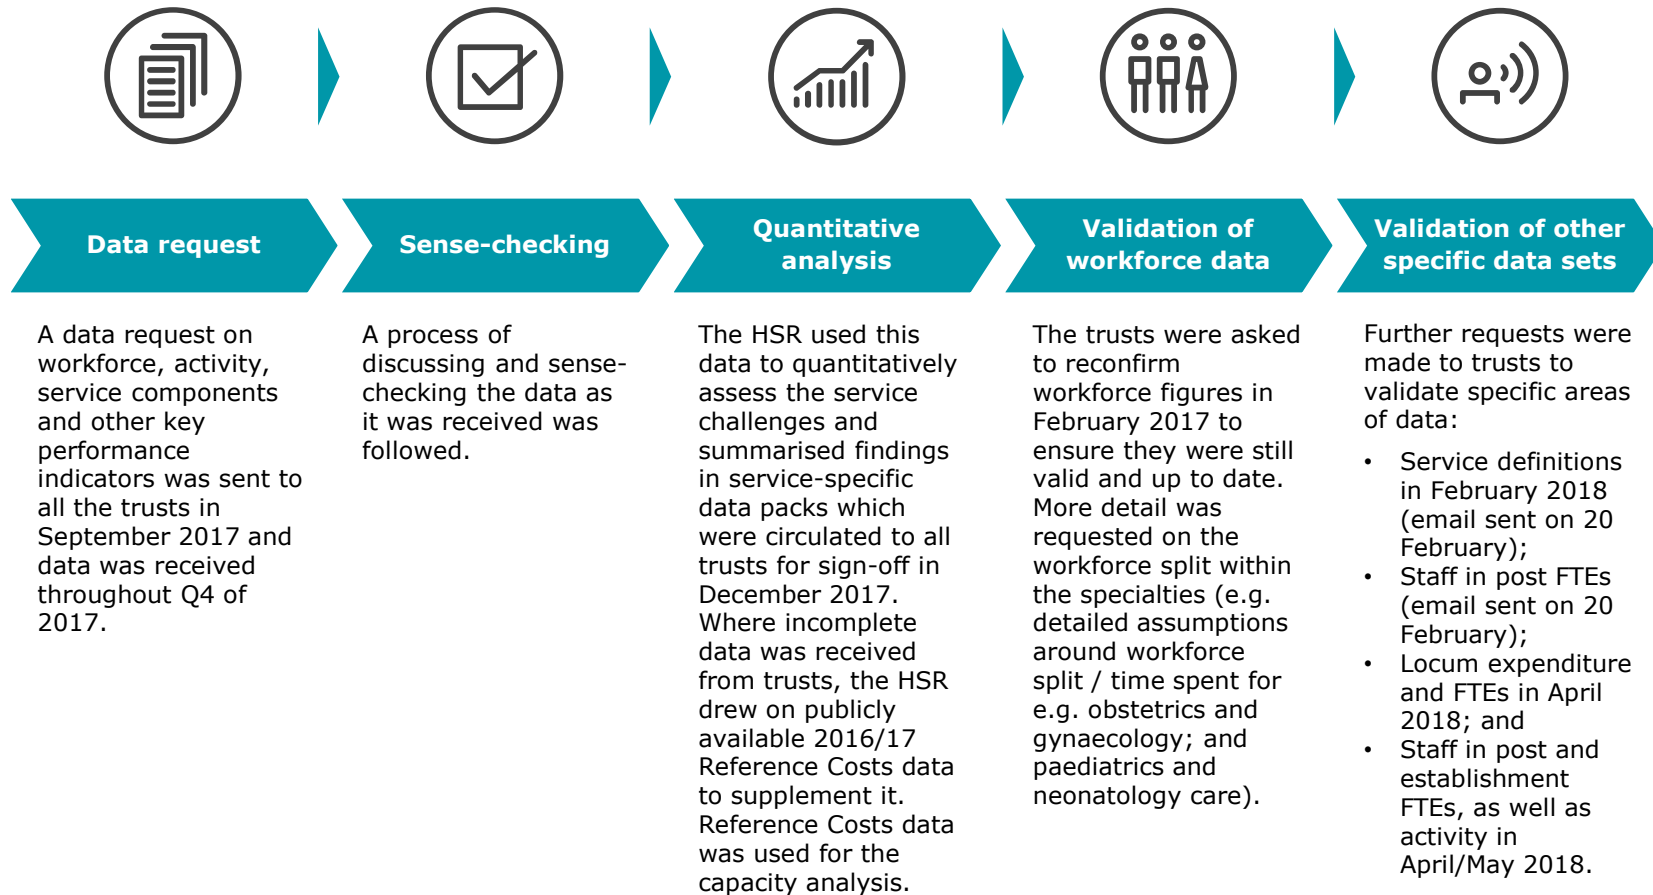 Data request
Sense-checking
Quantitative
analysis
Validation of
workforce data
Validation of other
specific data sets
A data request on
workforce, activity,
service components
and other key
performance
indicators was sent to
all the trusts in
September 2017 and
data was received
throughout Q4 of
2017.
A process of
discussing and sense-
checking the data as
it was received was
followed.
The HSR used this
data to quantitatively
assess the service
challenges and
summarised findings
in service-specific
data packs which
were circulated to all
trusts for sign-off in
December 2017.
Where incomplete
data was received
from trusts, the HSR
drew on publicly
available 2016/17
Reference Costs data
to supplement it.
Reference Costs data
was used for the
capacity analysis.
The trusts were asked
to reconfirm
workforce figures in
February 2017 to
ensure they were still
valid and up to date.
More detail was
requested on the
workforce split within
the specialties (e.g.
detailed assumptions
around workforce
split / time spent for
e.g. obstetrics and
gynaecology; and
paediatrics and
neonatology care).
Further requests were
made to trusts to
validate specific areas
of data:
• Service definitions
in February 2018
(email sent on 20
February);
• Staff in post FTEs
(email sent on 20
February);
• Locum expenditure
and FTEs in April
2018; and
• Staff in post and
establishment
FTEs, as well as
activity in
April/May 2018.